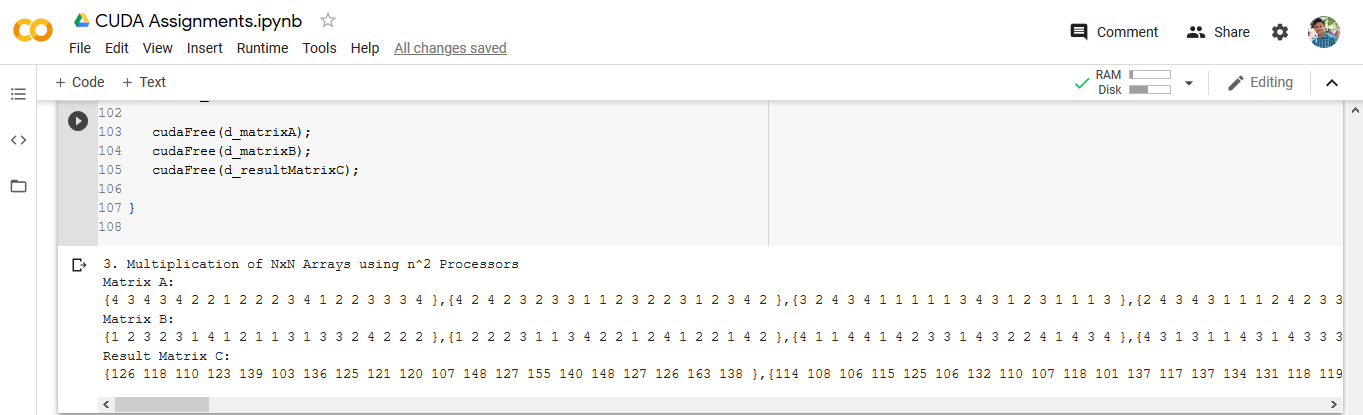 CUDA Assignments.ipynb
File Edit View Insert Runtime Tools Help All changes saved
Comment Share
+ Code + Text
RAM
Disk
Editing
102
103 cudaFree(d_matrixA);
104 cudaFree(d_matrixB);
105 cudaFree(d_resultMatrixC);
106
107 }
108
3. Multiplication of NxN Arrays using n^2 Processors
Matrix A:
{4 3 4 3 4 2 2 1 2 2 2 3 4 1 2 2 3 3 3 4 },{4 2 4 2 3 2 3 3 1 1 2 3 2 2 3 1 2 3 4 2 },{3 2 4 3 4 1 1 1 1 1 3 4 3 1 2 3 1 1 1 3 },{2 4 3 4 3 1 1 1 2 4 2 3 3
Matrix B:
{1 2 3 2 3 1 4 1 2 1 1 3 1 3 3 2 4 2 2 2 },{1 2 2 2 3 1 1 3 4 2 2 1 2 4 1 2 2 1 4 2 },{4 1 1 4 4 1 4 2 3 3 1 4 3 2 2 4 1 4 3 4 },{4 3 1 3 1 1 4 3 1 4 3 3 3
Result Matrix C:
{126 118 110 123 139 103 136 125 121 120 107 148 127 155 140 148 127 126 163 138 },{114 108 106 115 125 106 132 110 107 118 101 137 117 137 134 131 118 119